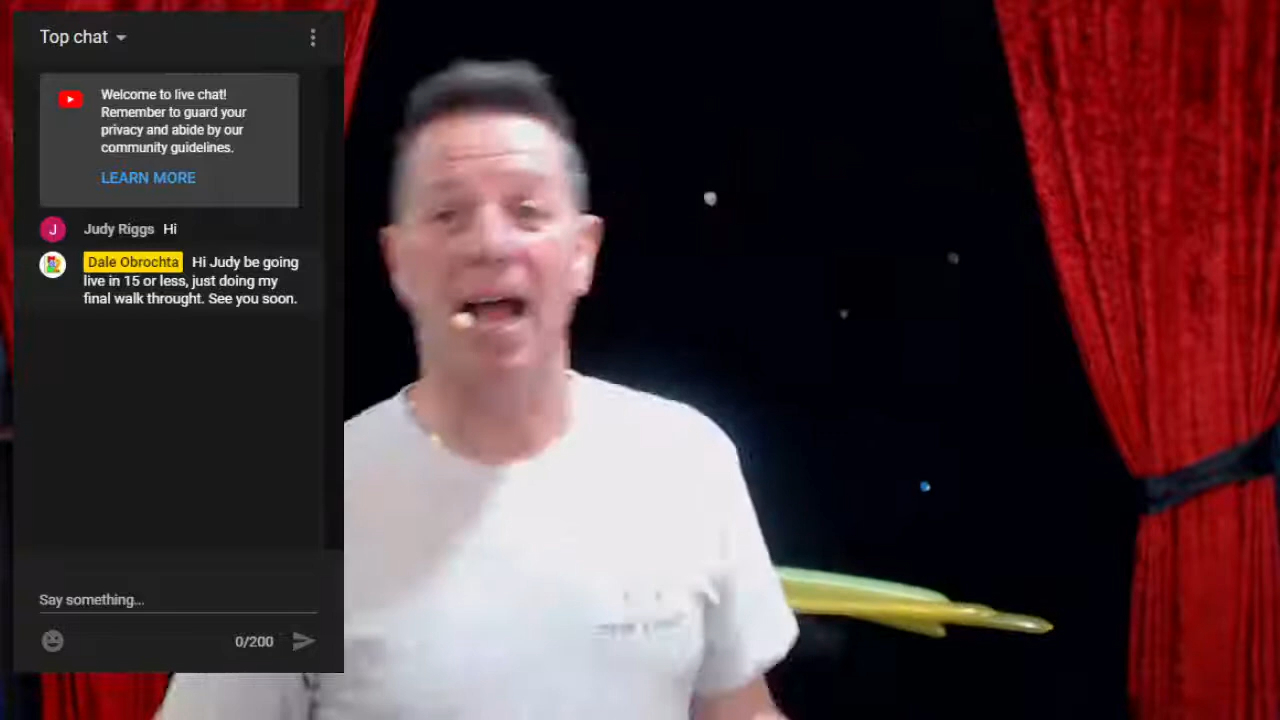 Top chat
Welcome to live chat!
Remember to guard your
privacy and abide by our
community guidelines.
LEARN MORE
J Judy Riggs Hi
Dale Obrochta Hi Judy be going
live in 15 or less, just doing my
final walk throught. See you soon.
Say something...
0/200